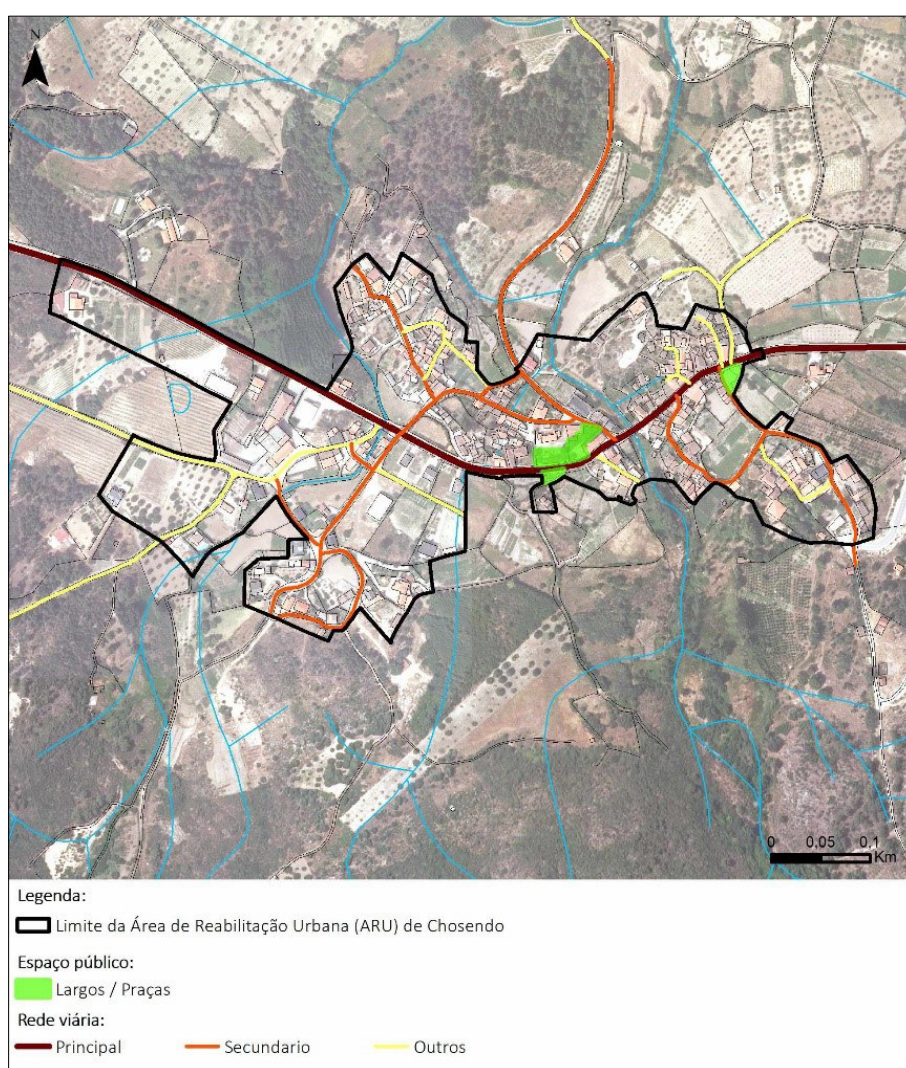 N
0 0,05 0,1
Km
Legenda:
Limite da Área de Reabilitação Urbana (ARU) de Chosendo
Espaço público:
Largos / Praças
Rede viária:
Principal Secundario Outros